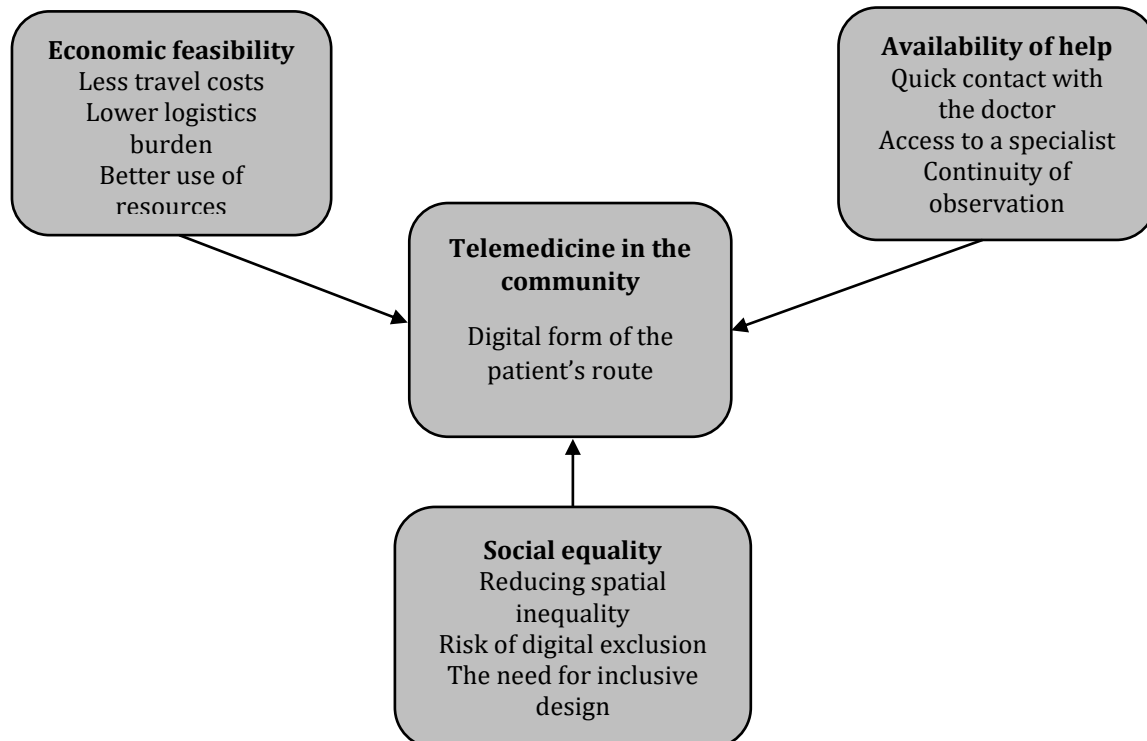 Economic feasibility
Less travel costs
Lower logistics
burden
Better use of
resources
Availability of help
Quick contact with
the doctor
Access to a specialist
Continuity of
observation
Telemedicine in the
community
Digital form of the
patient’s route
Social equality
Reducing spatial
inequality
Risk of digital exclusion
The need for inclusive
design